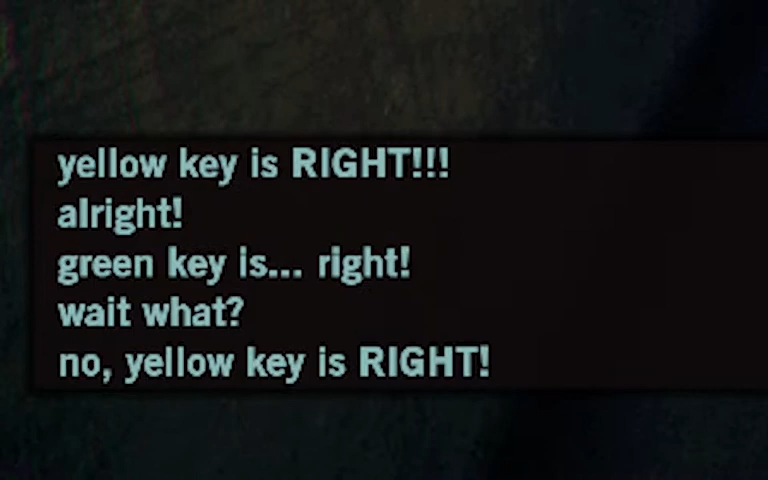 yellow key is RIGHT!!!
alright!
green key is... right!
wait what?
no, yellow key is RIGHT!